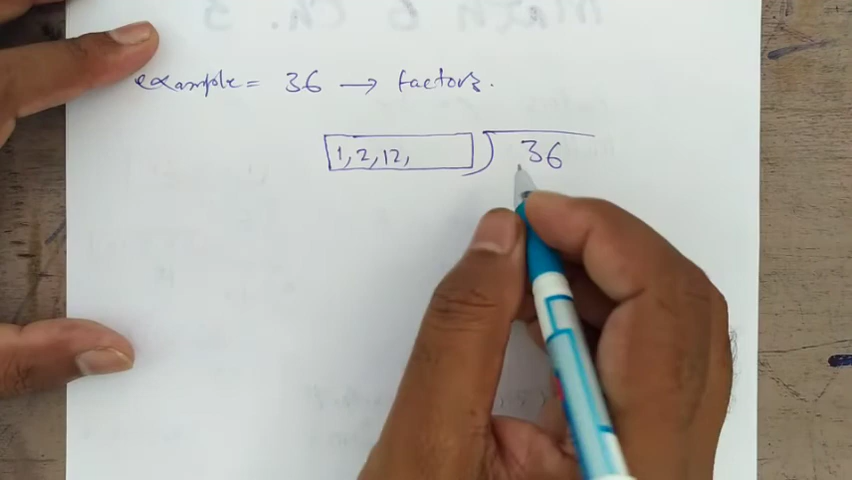 example = 36 → factors.
1, 2, 12, ) 36